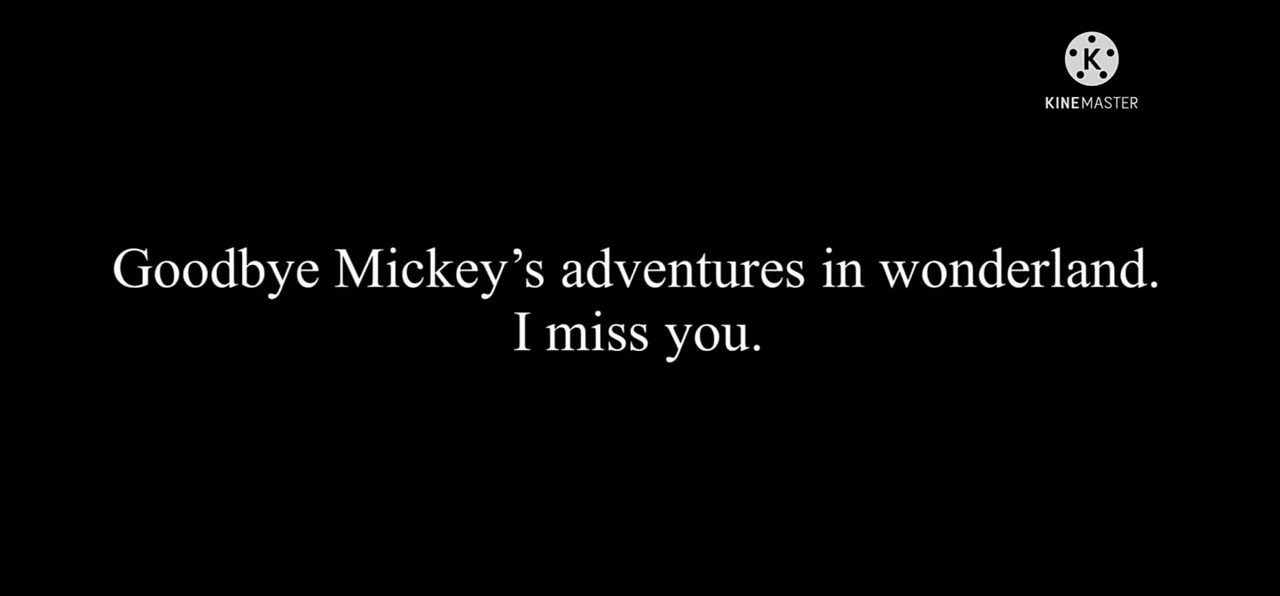 K
KINEMASTER
Goodbye Mickey’s adventures in wonderland.
I miss you.